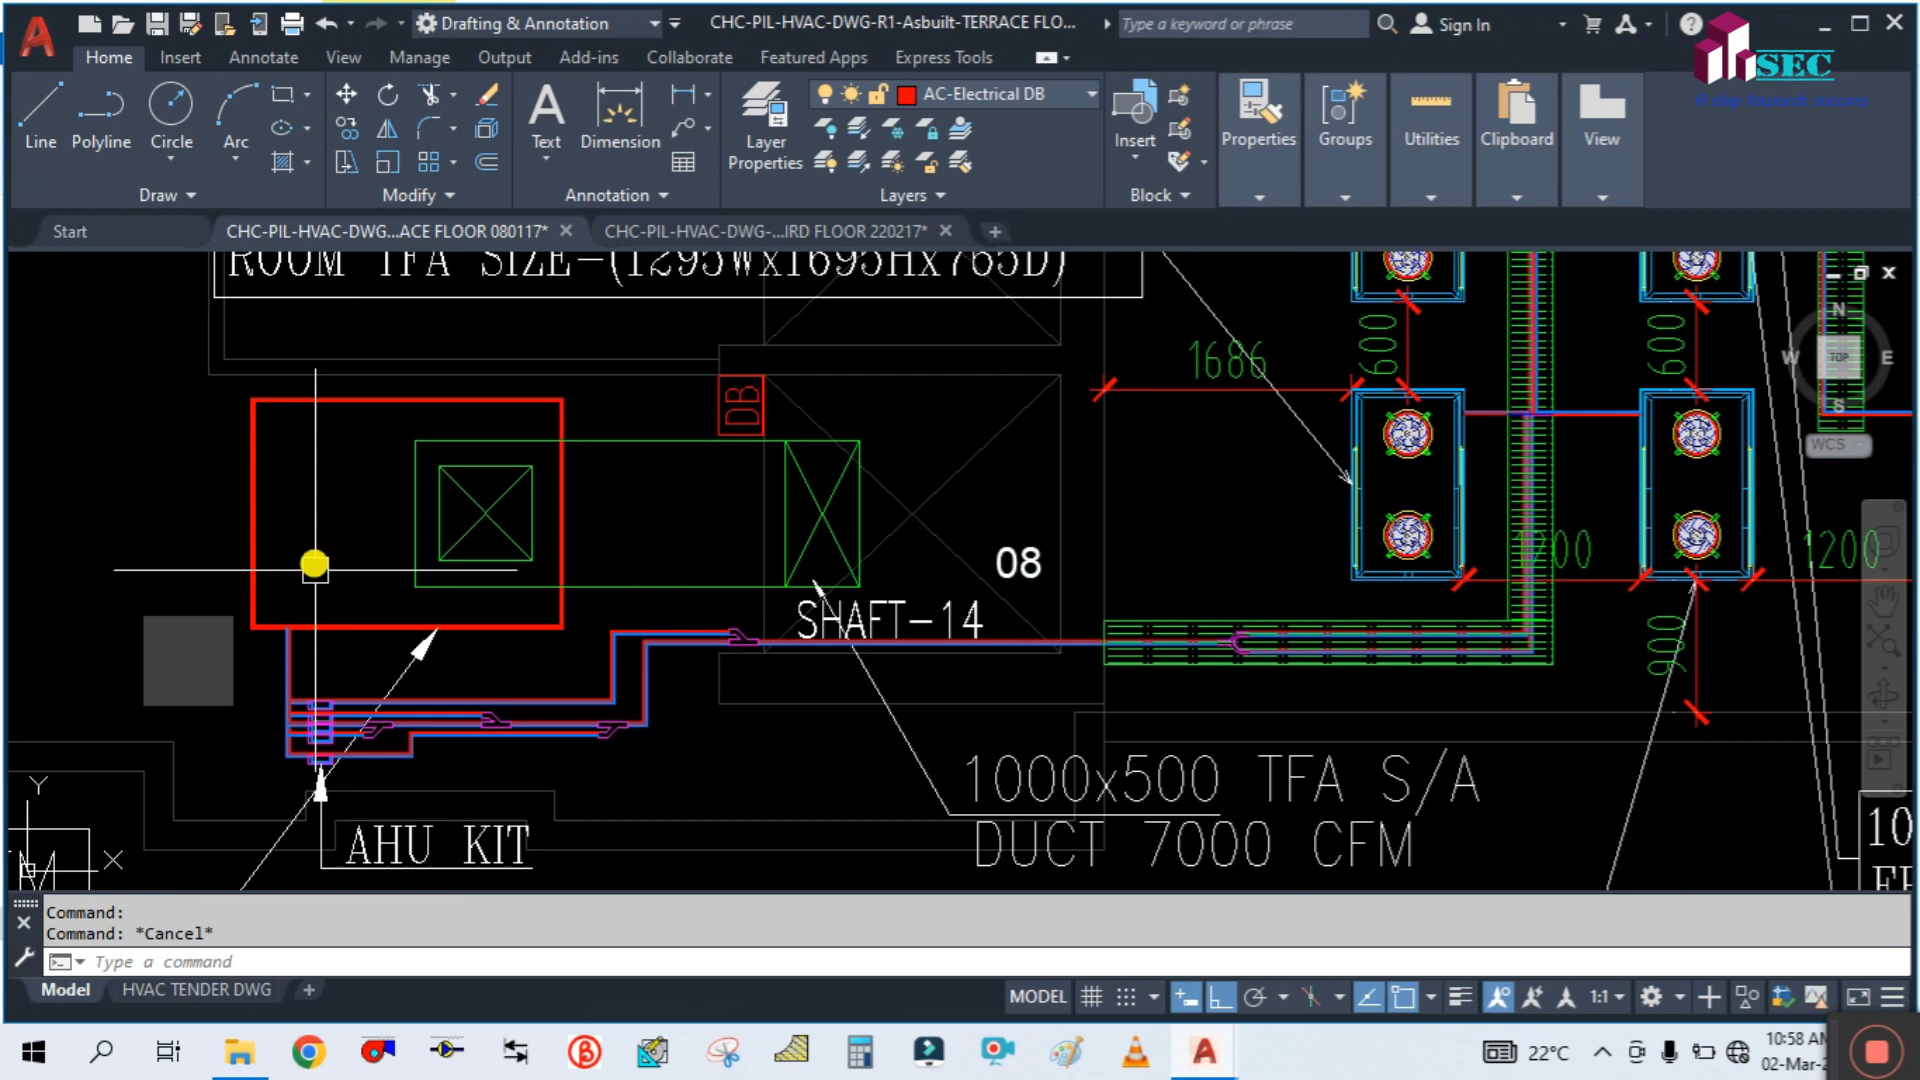 Drafting & Annotation
CHC-PIL-HVAC-DWG-R1-Asbuilt-TERRACE FLO...
Type a keyword or phrase
Sign In
SEC
Home
Insert
Annotate
View
Manage
Output
Add-ins
Collaborate
Featured Apps
Express Tools
Line
Polyline
Circle
Arc
Text
Dimension
Layer
Properties
AC-Electrical DB
Insert
Properties
Groups
Utilities
Clipboard
View
Draw
Modify
Annotation
Layers
Block
Start
CHC-PIL-HVAC-DWG...ACE FLOOR 080117*
CHC-PIL-HVAC-DWG-...IRD FLOOR 220217*
ROOM TFA SIZE-(1295Wx1695Hx765D)
N
W
TOP
E
S
WCS
1686
600
600
DB
08
1200
1200
SHAFT-14
900
1000x500 TFA S/A
DUCT 7000 CFM
AHU KIT
10
Y
X
Command:
Command: *Cancel*
Type a command
Model
HVAC TENDER DWG
MODEL
1:1
22°C
10:58 AM
02-Mar-2